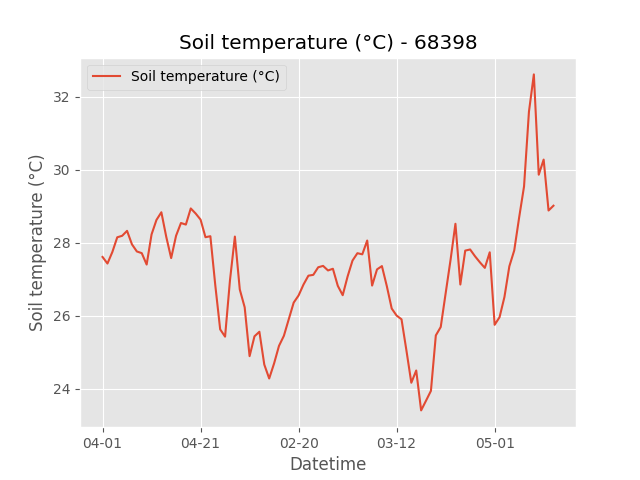 Soil temperature (°C) - 68398
Soil temperature (°C)
32
30
28
26
24
Soil temperature (°C)
04-01 04-21 02-20 03-12 05-01
Datetime